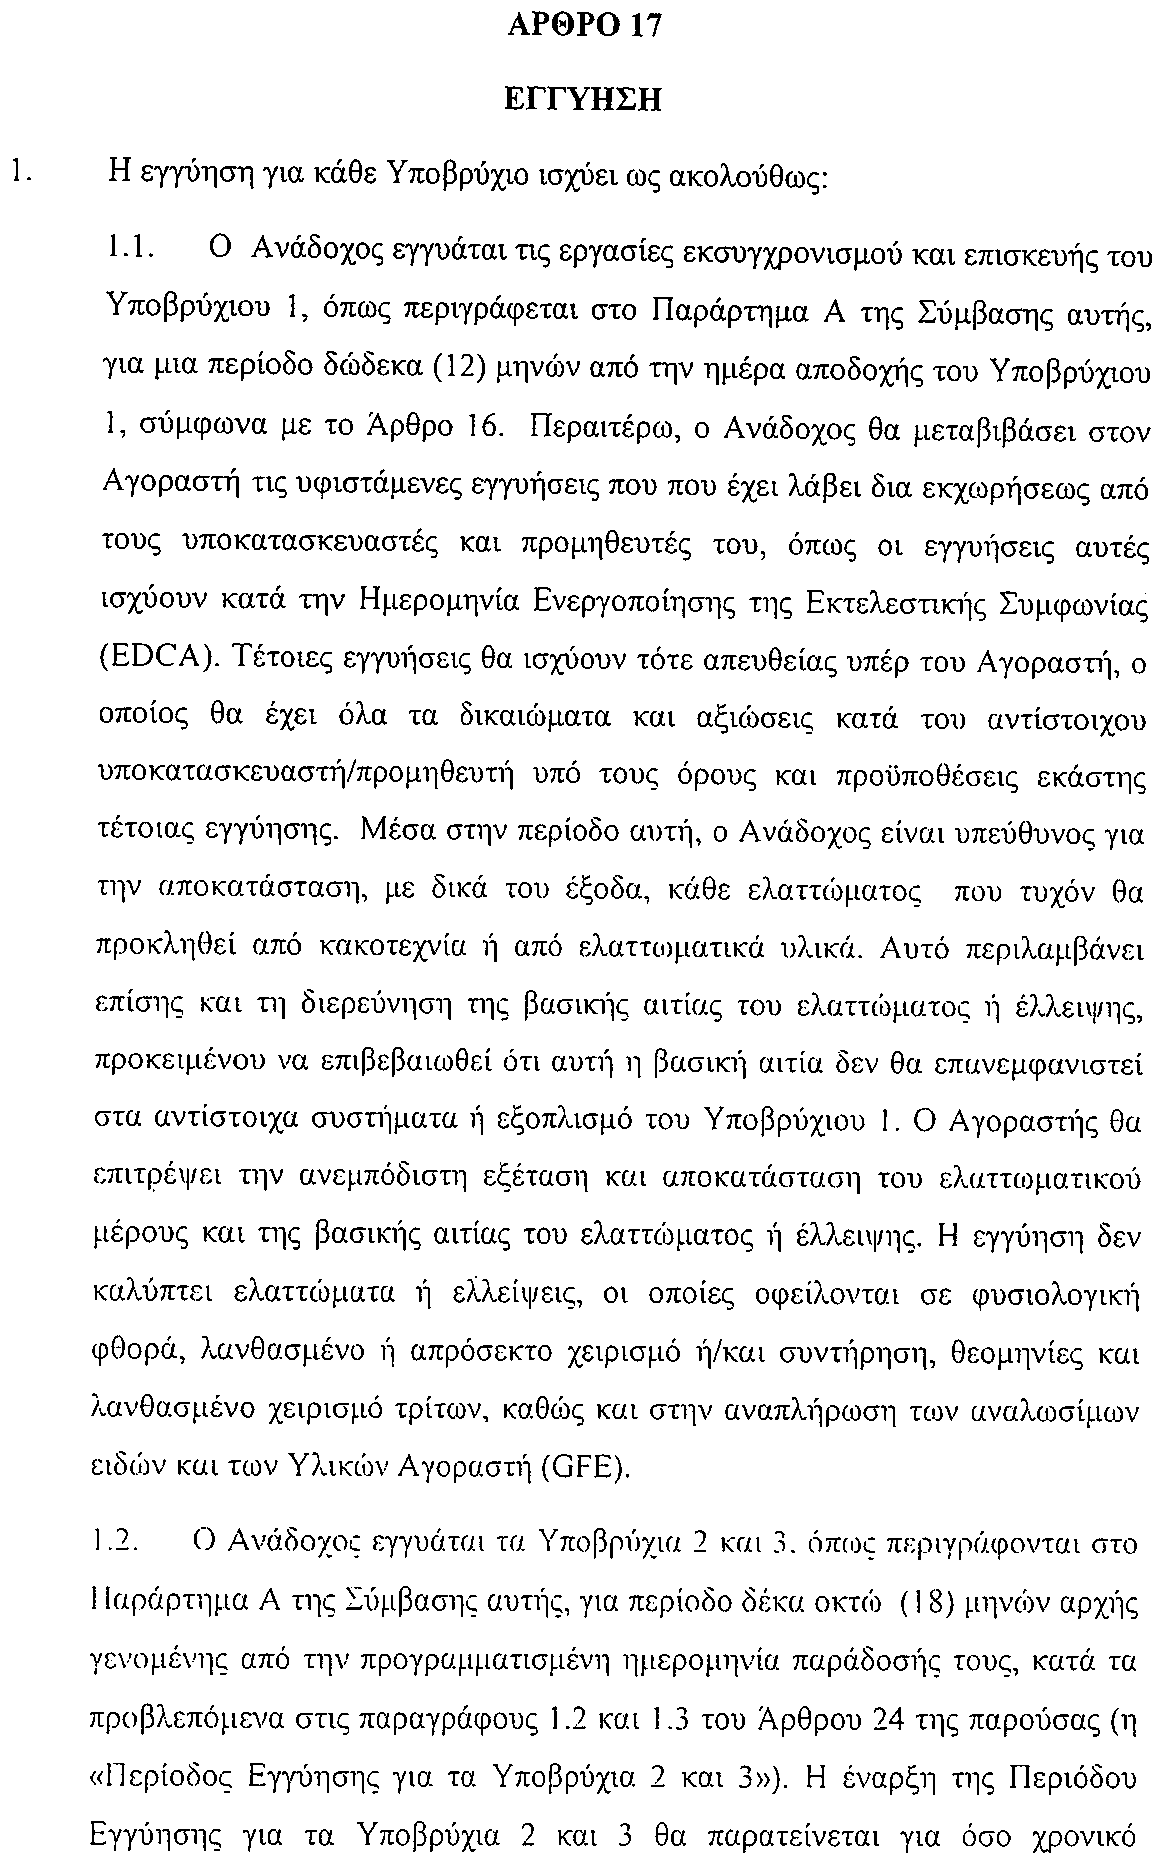 ΑΡΘΡΟ 17
ΕΓΓΥΗΣΗ
1. Η εγγύηση για κάθε Υποβρύχιο ισχύει ως ακολούθως:
1.1. Ο Ανάδοχος εγγυάται τις εργασίες εκσυγχρονισμού και επισκευής του
Υποβρύχιου 1, όπως περιγράφεται στο Παράρτημα Α της Σύμβασης αυτής,
για μια περίοδο δώδεκα (12) μηνών από την ημέρα αποδοχής του Υποβρύχιου
1, σύμφωνα με το Άρθρο 16. Περαιτέρω, ο Ανάδοχος θα μεταβιβάσει στον
Αγοραστή τις υφιστάμενες εγγυήσεις που που έχει λάβει δια εκχωρήσεως από
τους υποκατασκευαστές και προμηθευτές του, όπως οι εγγυήσεις αυτές
ισχύουν κατά την Ημερομηνία Ενεργοποίησης της Εκτελεστικής Συμφωνίας
(EDCA). Τέτοιες εγγυήσεις θα ισχύουν τότε απευθείας υπέρ του Αγοραστή, ο
οποίος θα έχει όλα τα δικαιώματα και αξιώσεις κατά του αντίστοιχου
υποκατασκευαστή/προμηθευτή υπό τους όρους και προϋποθέσεις εκάστης
τέτοιας εγγύησης. Μέσα στην περίοδο αυτή, ο Ανάδοχος είναι υπεύθυνος για
την αποκατάσταση, με δικά του έξοδα, κάθε ελαττώματος που τυχόν θα
προκληθεί από κακοτεχνία ή από ελαττωματικά υλικά. Αυτό περιλαμβάνει
επίσης και τη διερεύνηση της βασικής αιτίας του ελαττώματος ή έλλειψης,
προκειμένου να επιβεβαιωθεί ότι αυτή η βασική αιτία δεν θα επανεμφανιστεί
στα αντίστοιχα συστήματα ή εξοπλισμό του Υποβρύχιου 1. Ο Αγοραστής θα
επιτρέψει την ανεμπόδιστη εξέταση και αποκατάσταση του ελαττωματικού
μέρους και της βασικής αιτίας του ελαττώματος ή έλλειψης. Η εγγύηση δεν
καλύπτει ελαττώματα ή ελλείψεις, οι οποίες οφείλονται σε φυσιολογική
φθορά, λανθασμένο ή απρόσεκτο χειρισμό ή/και συντήρηση, θεομηνίες και
λανθασμένο χειρισμό τρίτων, καθώς και στην αναπλήρωση των αναλωσίμων
ειδών και των Υλικών Αγοραστή (GFE).
1.2. Ο Ανάδοχος εγγυάται τα Υποβρύχια 2 και 3, όπως περιγράφονται στο
Παράρτημα Α της Σύμβασης αυτής, για περίοδο δέκα οκτώ (18) μηνών αρχής
γενομένης από την προγραμματισμένη ημερομηνία παράδοσής τους, κατά τα
προβλεπόμενα στις παραγράφους 1.2 και 1.3 του Άρθρου 24 της παρούσας (η
«Περίοδος Εγγύησης για τα Υποβρύχια 2 και 3»). Η έναρξη της Περιόδου
Εγγύησης για τα Υποβρύχια 2 και 3 θα παρατείνεται για όσο χρονικό